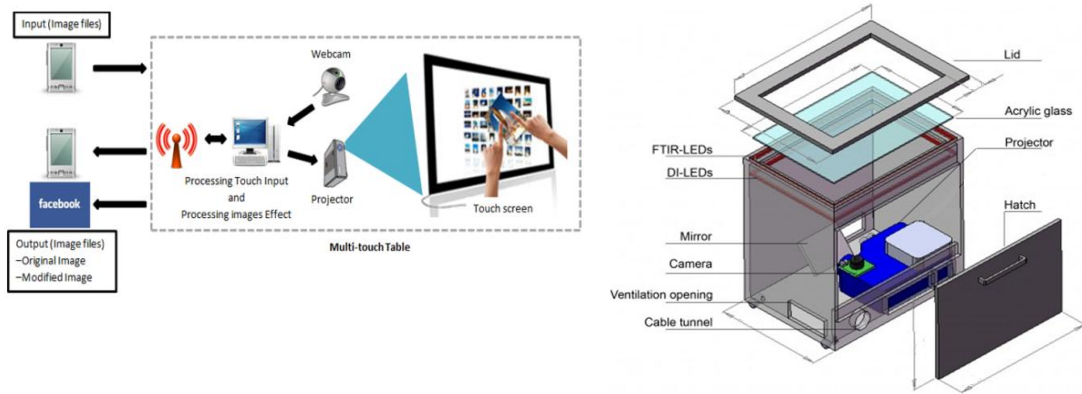 Input (Image files)
Webcam
Processing Touch Input
and
Processing images Effect
Projector
Touch screen
facebook
Output (Image files)
–Original Image
–Modified Image
Multi-touch Table
Lid
Acrylic glass
Projector
FTIR-LEDs
DI-LEDs
Hatch
Mirror
Camera
Ventilation opening
Cable tunnel